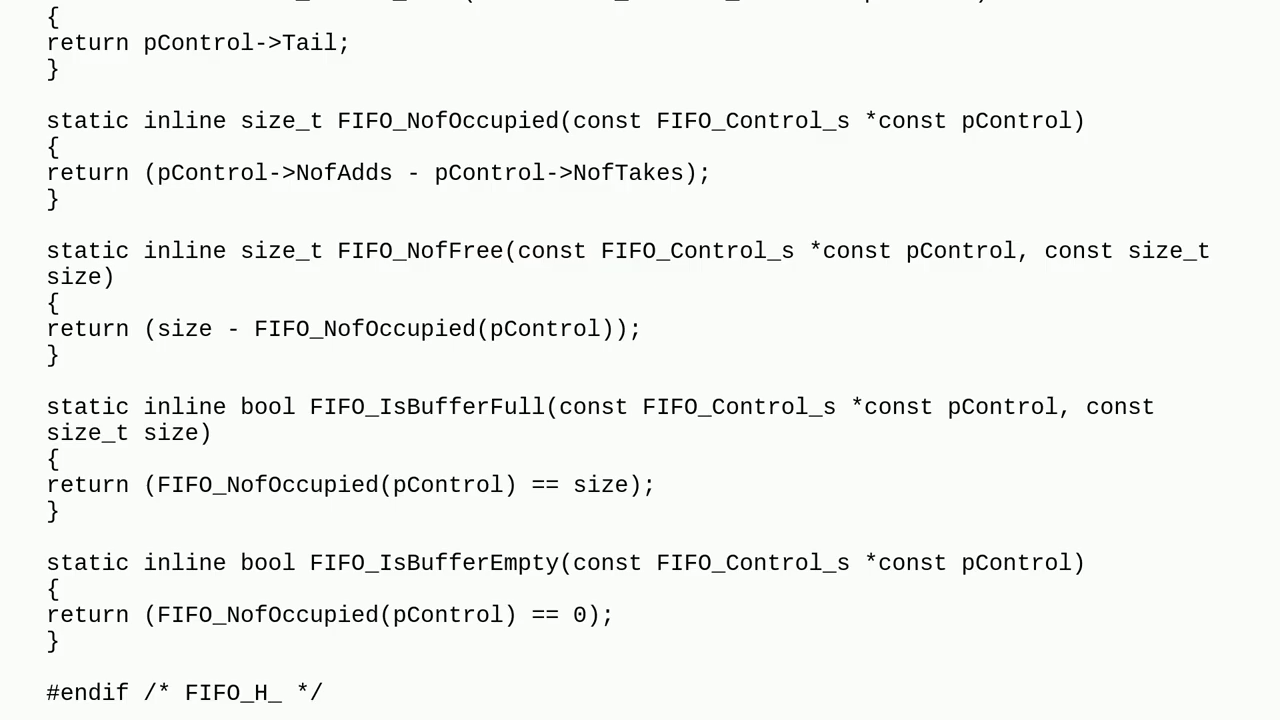 {
return pControl->Tail;
}
static inline size_t FIFO_NofOccupied(const FIFO_Control_s *const pControl)
{
return (pControl->NofAdds - pControl->NofTakes);
}
static inline size_t FIFO_NofFree(const FIFO_Control_s *const pControl, const size_t
size)
{
return (size - FIFO_NofOccupied(pControl));
}
static inline bool FIFO_IsBufferFull(const FIFO_Control_s *const pControl, const
size_t size)
{
return (FIFO_NofOccupied(pControl) == size);
}
static inline bool FIFO_IsBufferEmpty(const FIFO_Control_s *const pControl)
{
return (FIFO_NofOccupied(pControl) == 0);
}
#endif /* FIFO_H_ */